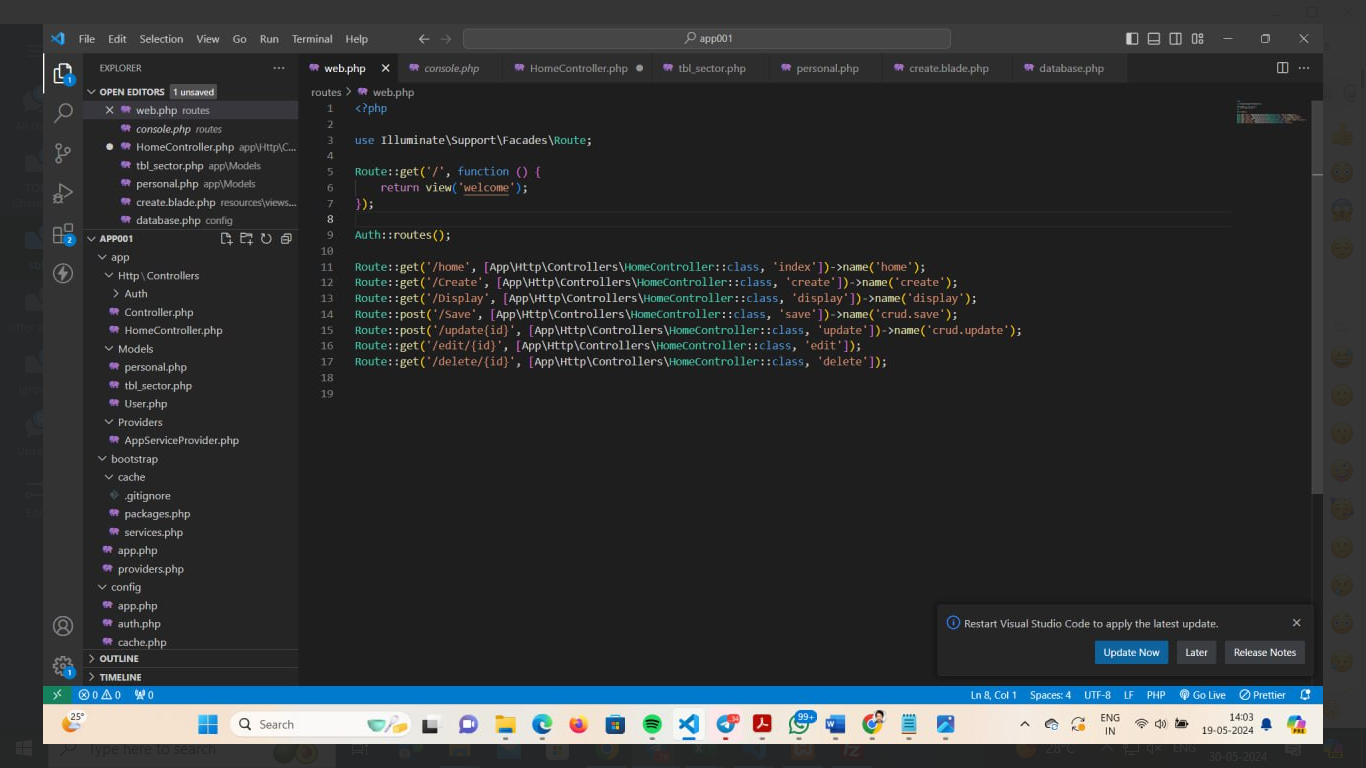 File Edit Selection View Go Run Terminal Help
app001
EXPLORER
web.php
console.php
HomeController.php
tbl_sector.php
personal.php
create.blade.php
database.php
OPEN EDITORS 1 unsaved
web.php routes
console.php routes
HomeController.php app\Http\C...
tbl_sector.php app\Models
personal.php app\Models
create.blade.php resources\views...
database.php config
APP001
app
Http \ Controllers
Auth
Controller.php
HomeController.php
Models
personal.php
tbl_sector.php
User.php
Providers
AppServiceProvider.php
bootstrap
cache
.gitignore
packages.php
services.php
app.php
providers.php
config
app.php
auth.php
cache.php
OUTLINE
TIMELINE
routes > web.php
1 <?php
2
3 use Illuminate\Support\Facades\Route;
4
5 Route::get('/', function () {
6     return view('welcome');
7 });
8
9 Auth::routes();
10
11 Route::get('/home', [App\Http\Controllers\HomeController::class, 'index'])->name('home');
12 Route::get('/Create', [App\Http\Controllers\HomeController::class, 'create'])->name('create');
13 Route::get('/Display', [App\Http\Controllers\HomeController::class, 'display'])->name('display');
14 Route::post('/Save', [App\Http\Controllers\HomeController::class, 'save'])->name('crud.save');
15 Route::post('/update{id}', [App\Http\Controllers\HomeController::class, 'update'])->name('crud.update');
16 Route::get('/edit/{id}', [App\Http\Controllers\HomeController::class, 'edit']);
17 Route::get('/delete/{id}', [App\Http\Controllers\HomeController::class, 'delete']);
18
19
Restart Visual Studio Code to apply the latest update.
Update Now Later Release Notes
0 0 0
Ln 8, Col 1 Spaces: 4 UTF-8 LF PHP Go Live Prettier
25°
Search
99+
ENG
IN
14:03
19-05-2024
Type here to search
28°C
ENG
30-05-2024